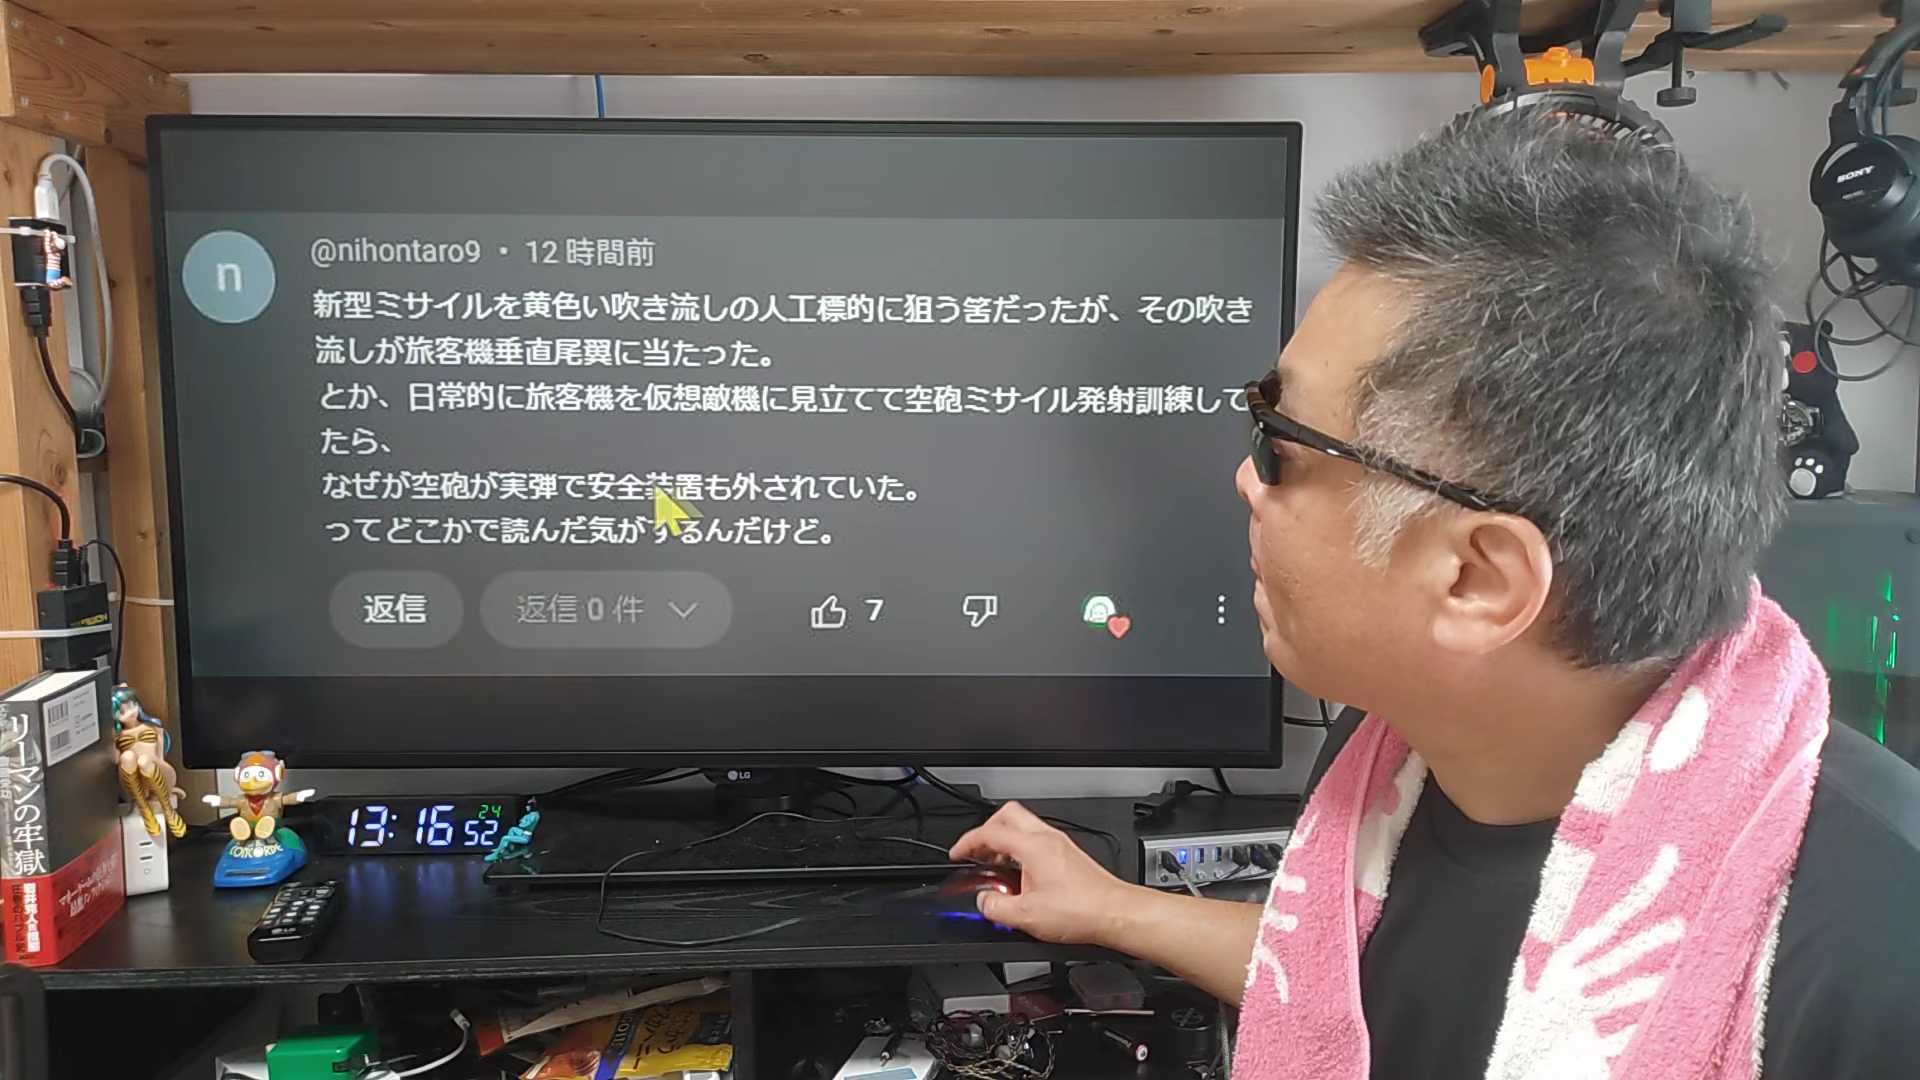 @nihontaro9 • 12 時間前
n
新型ミサイルを黄色い吹き流しの人工標的に狙う筈だったが、その吹き
流しが旅客機垂直尾翼に当たった。
とか、日常的に旅客機を仮想敵機に見立てて空砲ミサイル発射訓練して
たら、
なぜが空砲が実弾で安全装置も外されていた。
ってどこかで読んだ気がするんだけど。
返信
返信 0 件
7
SONY
LG
13:16 52
24
CONCORDE
リーマンの牢獄
LG